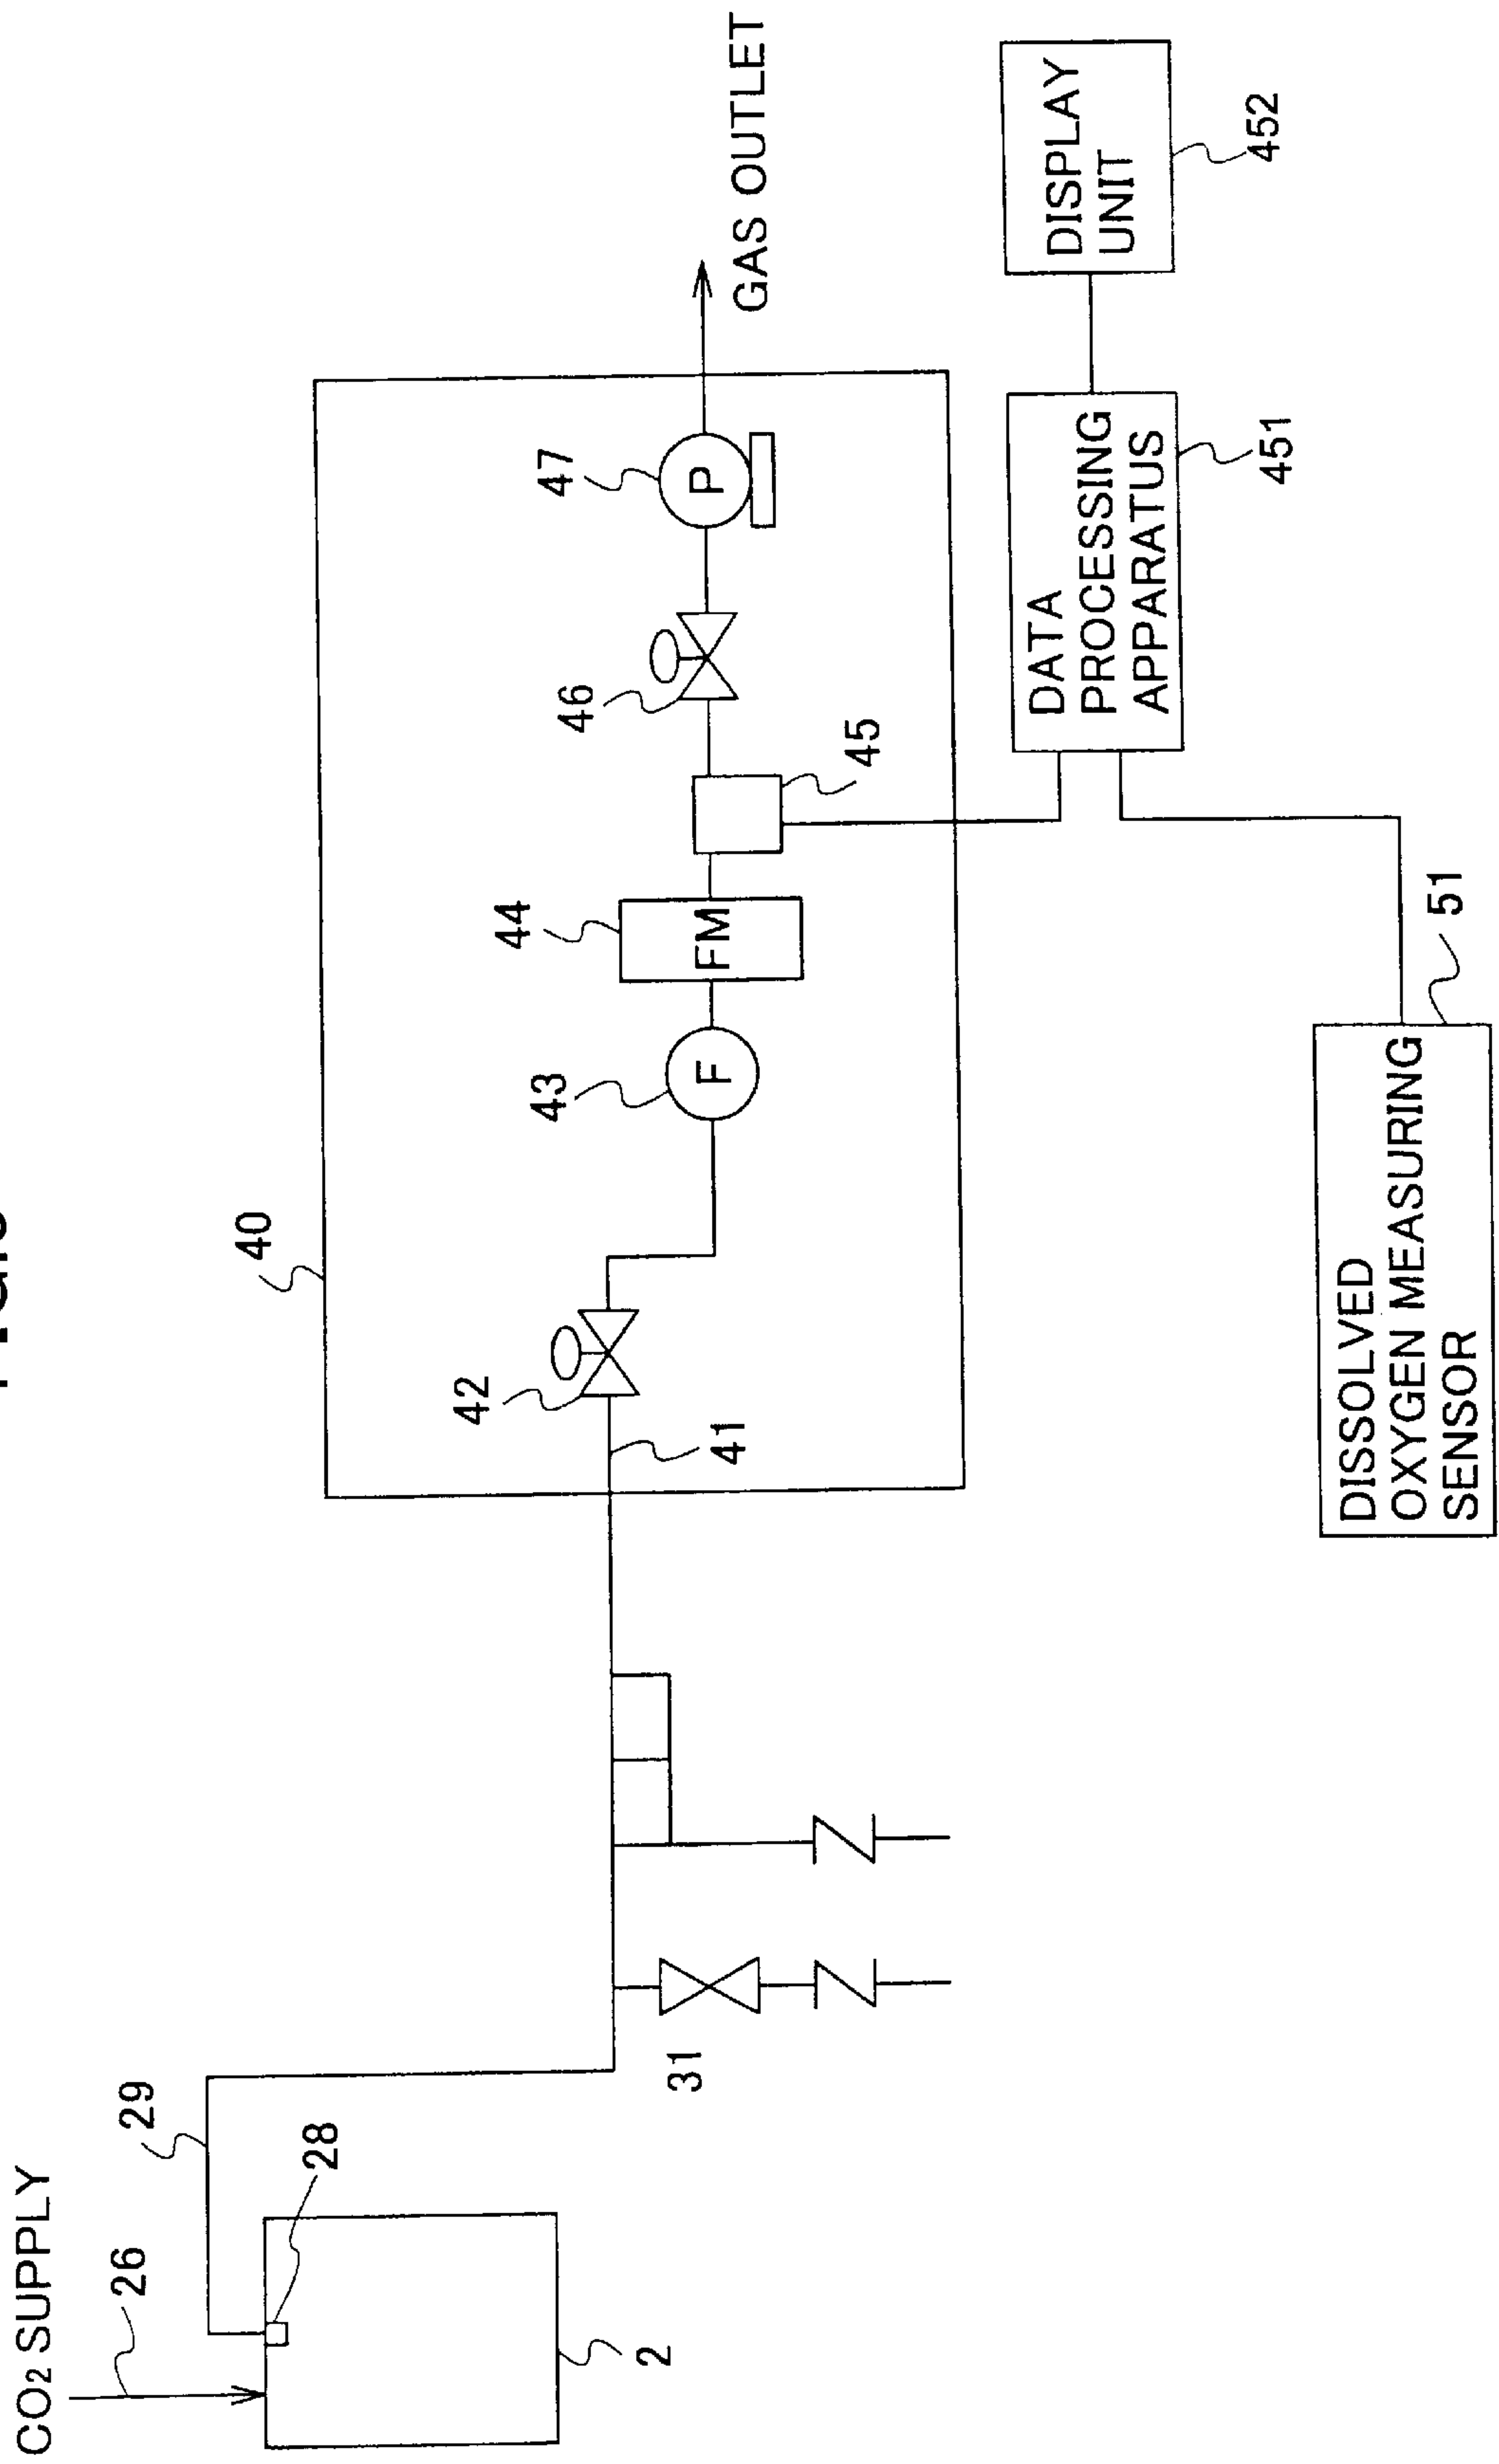 CO2 SUPPLY
26
29
28
2
31
40
41
42
43
F
44
FM
45
46
47
P
GAS OUTLET
DATA
PROCESSING
APPARATUS
451
DISPLAY
UNIT
452
DISSOLVED
OXYGEN MEASURING
SENSOR
51